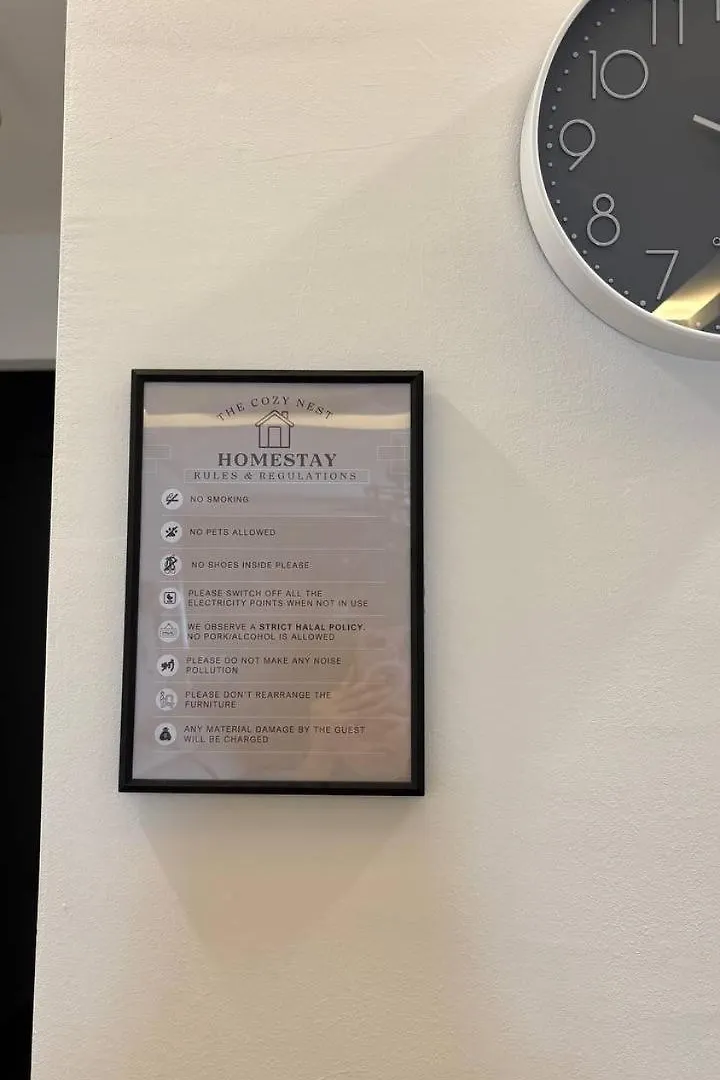 11
10
9
8
7
THE COZY NEST
HOMESTAY
RULES & REGULATIONS
NO SMOKING
NO PETS ALLOWED
NO SHOES INSIDE PLEASE
PLEASE SWITCH OFF ALL THE
ELECTRICITY POINTS WHEN NOT IN USE
WE OBSERVE A STRICT HALAL POLICY.
NO PORK/ALCOHOL IS ALLOWED
PLEASE DO NOT MAKE ANY NOISE
POLLUTION
PLEASE DON'T REARRANGE THE
FURNITURE
ANY MATERIAL DAMAGE BY THE GUEST
WILL BE CHARGED